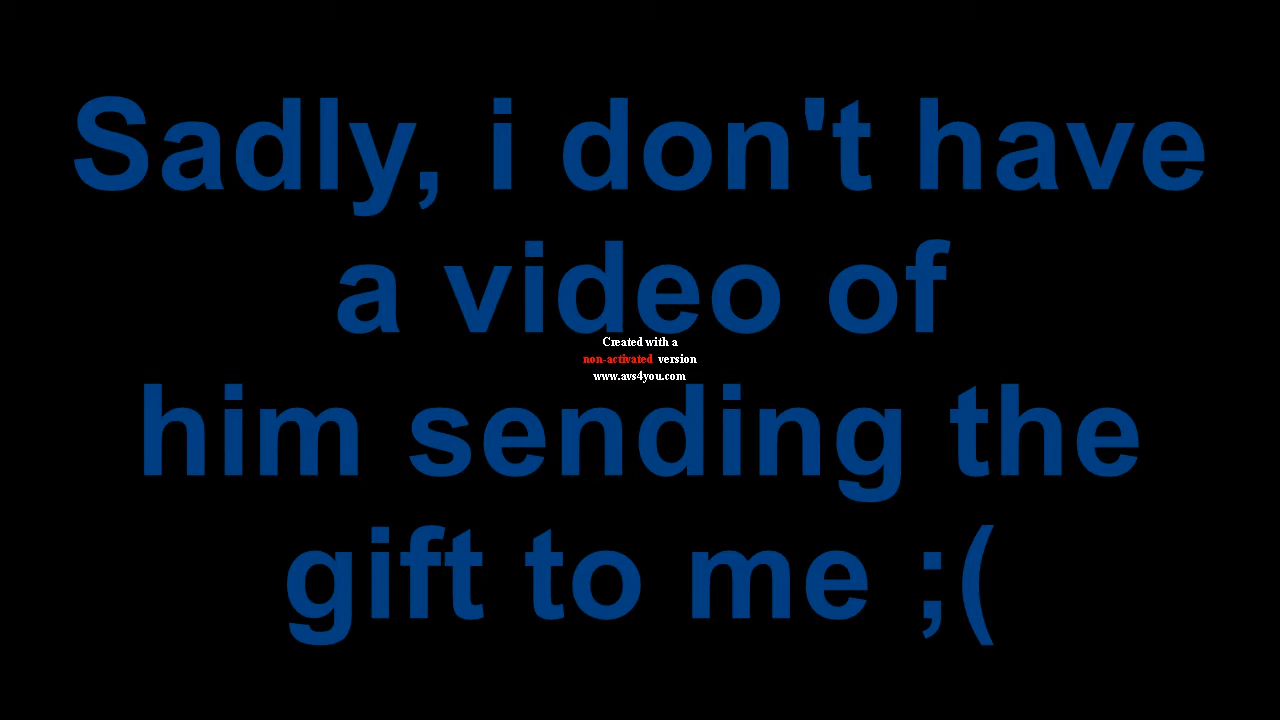 Sadly, i don't have
a video of
Created with a
non-activated version
www.avs4you.com
him sending the
gift to me ;(